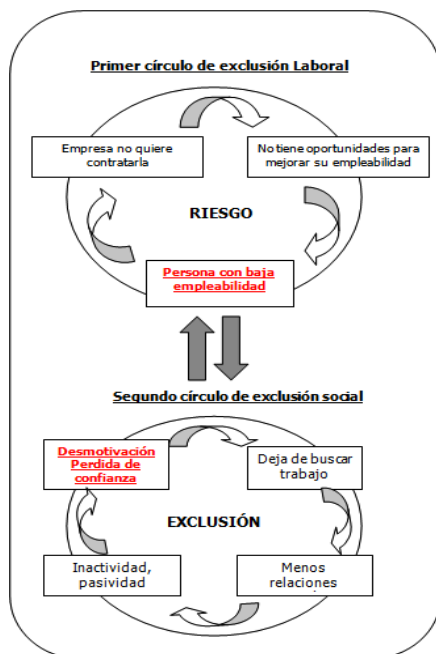 Primer círculo de exclusión Laboral
Empresa no quiere
contratarla
No tiene oportunidades para
mejorar su empleabilidad
RIESGO
Persona con baja
empleabilidad
Segundo círculo de exclusión social
Desmotivación
Perdida de
confianza
Deja de buscar
trabajo
EXCLUSIÓN
Inactividad,
pasividad
Menos
relaciones